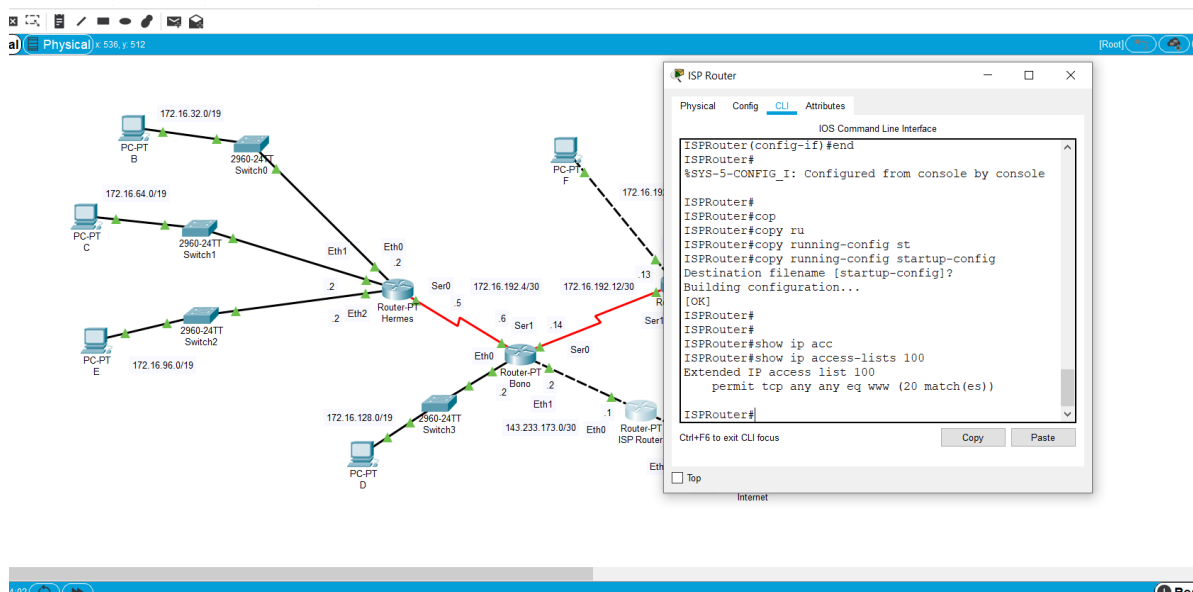 al) Physical x: 536, y: 512
[Root]
172.16.32.0/19
PC-PT
B
2960-24TT
Switch0
172.16.64.0/19
PC-PT
C
2960-24TT
Switch1
Eth1
Eth0
.2
.2
.2
Eth2
Router-PT
Hermes
Ser0
.5
172.16.192.4/30
172.16.192.12/30
2960-24TT
Switch2
PC-PT
E
172.16.96.0/19
PC-PT
F
172.16.19
.13
R
Ser1
.6
Ser1
.14
Ser0
Eth0
Router-PT
Bono
.2
.2
Eth1
172.16.128.0/19
2960-24TT
Switch3
143.233.173.0/30
.1
Eth0
Router-PT
ISP Router
Eth
PC-PT
D
Internet
ISP Router
Physical Config CLI Attributes
IOS Command Line Interface
ISPRouter(config-if)#end
ISPRouter#
%SYS-5-CONFIG_I: Configured from console by console
ISPRouter#
ISPRouter#cop
ISPRouter#copy ru
ISPRouter#copy running-config st
ISPRouter#copy running-config startup-config
Destination filename [startup-config]?
Building configuration...
[OK]
ISPRouter#
ISPRouter#
ISPRouter#show ip acc
ISPRouter#show ip access-lists 100
Extended IP access list 100
permit tcp any any eq www (20 match(es))
ISPRouter#
Ctrl+F6 to exit CLI focus
Copy
Paste
Top